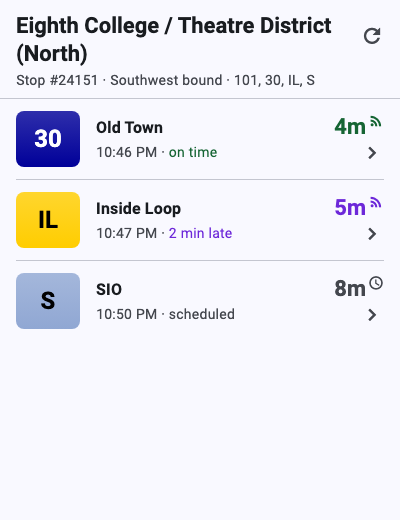 Eighth College / Theatre District
(North)
Stop #24151 · Southwest bound · 101, 30, IL, S
30
Old Town
4m
10:46 PM · on time
IL
Inside Loop
5m
10:47 PM · 2 min late
S
SIO
8m
10:50 PM · scheduled